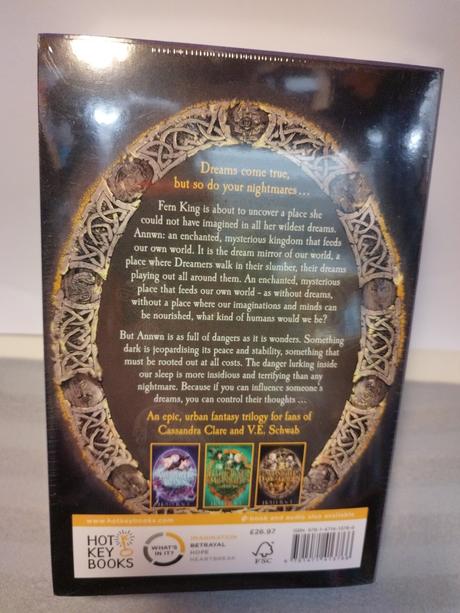 Dreams come true,
but so do your nightmares...
Fern King is about to uncover a place she
could not have imagined in all her wildest dreams.
Annwn: an enchanted, mysterious kingdom that feeds
our own world. It is the dream mirror of our world, a
place where Dreamers walk in their slumber, their dreams
playing out all around them. An enchanted, mysterious
place that feeds our own world – as without dreams,
without a place where our imaginations and minds can
be nourished, what kind of humans would we be?
But Annwn is as full of dangers as it is wonders. Something
dark is jeopardising its peace and stability, something that
must be rooted out at all costs. The danger lurking inside
our sleep is more insidious and terrifying than any
nightmare. Because if you can influence someone's
dreams, you can control their thoughts ...
An epic, urban fantasy trilogy for fans of
Cassandra Clare and V.E. Schwab
www.hotkeybooks.com
ebook and audio also available
HOT
KEY
BOOKS
WHAT'S
IN IT?
IMAGINATION
BETRAYAL
HOPE
HEARTBREAK
£26.97
FSC